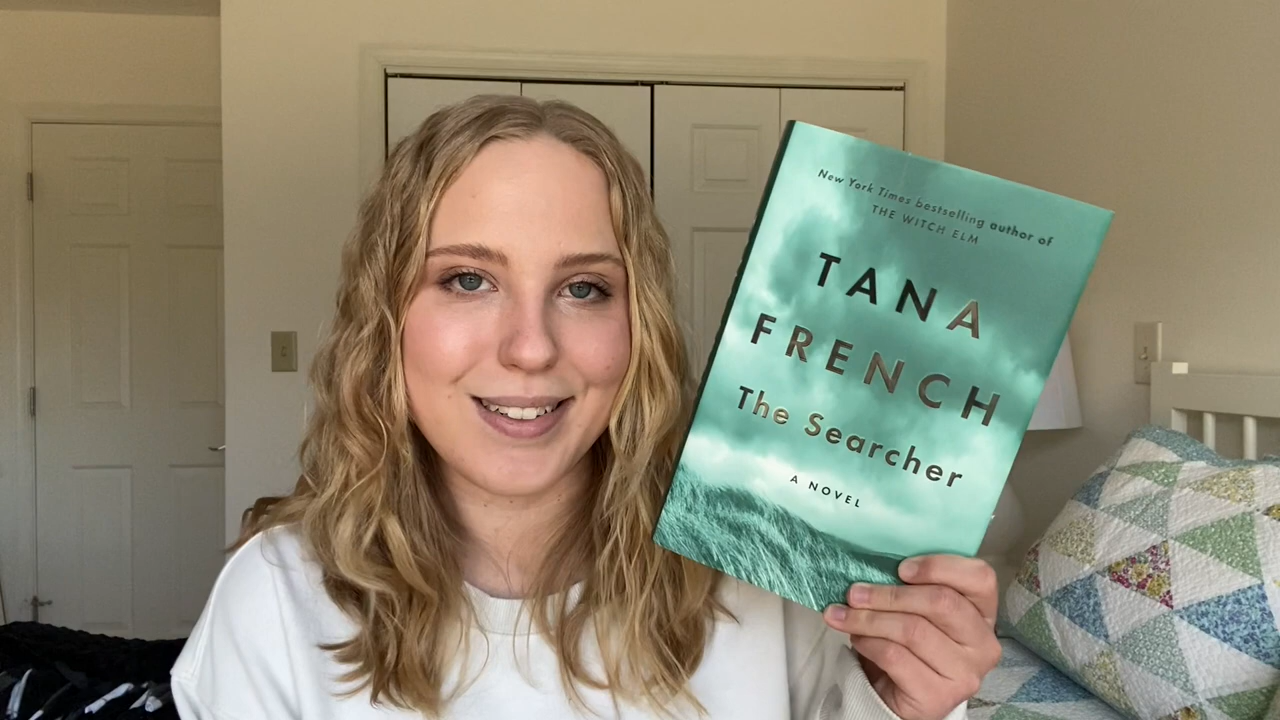 New York Times bestselling author of
THE WITCH ELM
TANA
FRENCH
The Searcher
A NOVEL